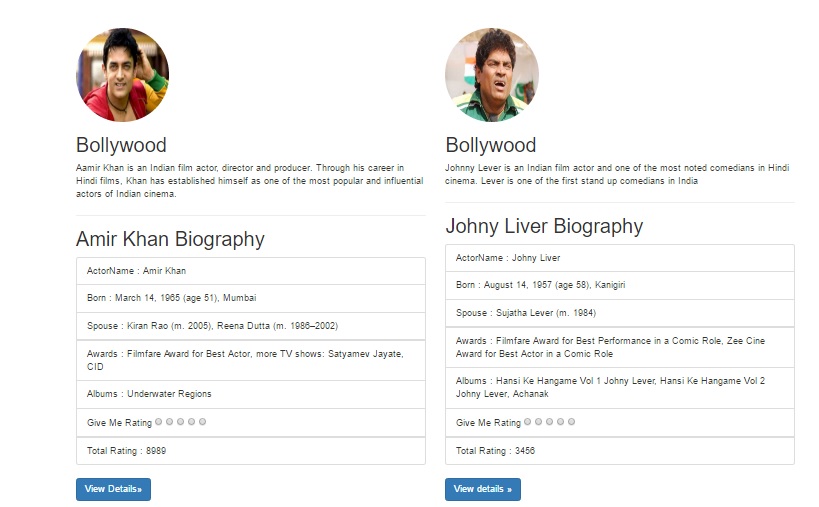 Bollywood
Aamir Khan is an Indian film actor, director and producer. Through his career in
Hindi films, Khan has established himself as one of the most popular and influential
actors of Indian cinema.
Amir Khan Biography
ActorName : Amir Khan
Born : March 14, 1965 (age 51), Mumbai
Spouse : Kiran Rao (m. 2005), Reena Dutta (m. 1986–2002)
Awards : Filmfare Award for Best Actor, more TV shows: Satyamev Jayate,
CID
Albums : Underwater Regions
Give Me Rating
Total Rating : 8989
View Details»
Bollywood
Johnny Lever is an Indian film actor and one of the most noted comedians in Hindi
cinema. Lever is one of the first stand up comedians in India
Johny Liver Biography
ActorName : Johny Liver
Born : August 14, 1957 (age 58), Kanigiri
Spouse : Sujatha Lever (m. 1984)
Awards : Filmfare Award for Best Performance in a Comic Role, Zee Cine
Award for Best Actor in a Comic Role
Albums : Hansi Ke Hangame Vol 1 Johny Lever, Hansi Ke Hangame Vol 2
Johny Lever, Achanak
Give Me Rating
Total Rating : 3456
View details »